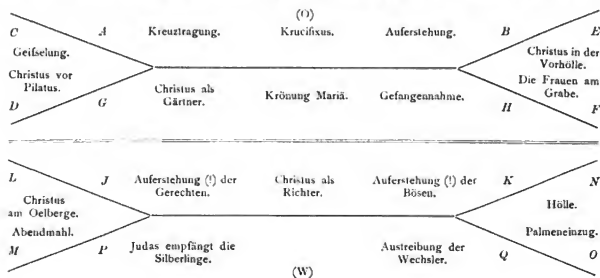 (O)
C A Kreuztragung. Krucifixus. Auferstehung. B E
Geißelung. Christus in der
Vorhölle.
Christus vor
Pilatus. Die Frauen am
Grabe.
D G Christus als
Gärtner. Krönung Mariä. Gefangennahme. H F
L J Auferstehung (!) der
Gerechten. Christus als
Richter. Auferstehung (!) der
Bösen. K N
Christus
am Oelberge. Hölle.
Abendmahl. Palmeneinzug.
M P Judas empfängt die
Silberlinge. Austreibung der
Wechsler. Q O
(W)